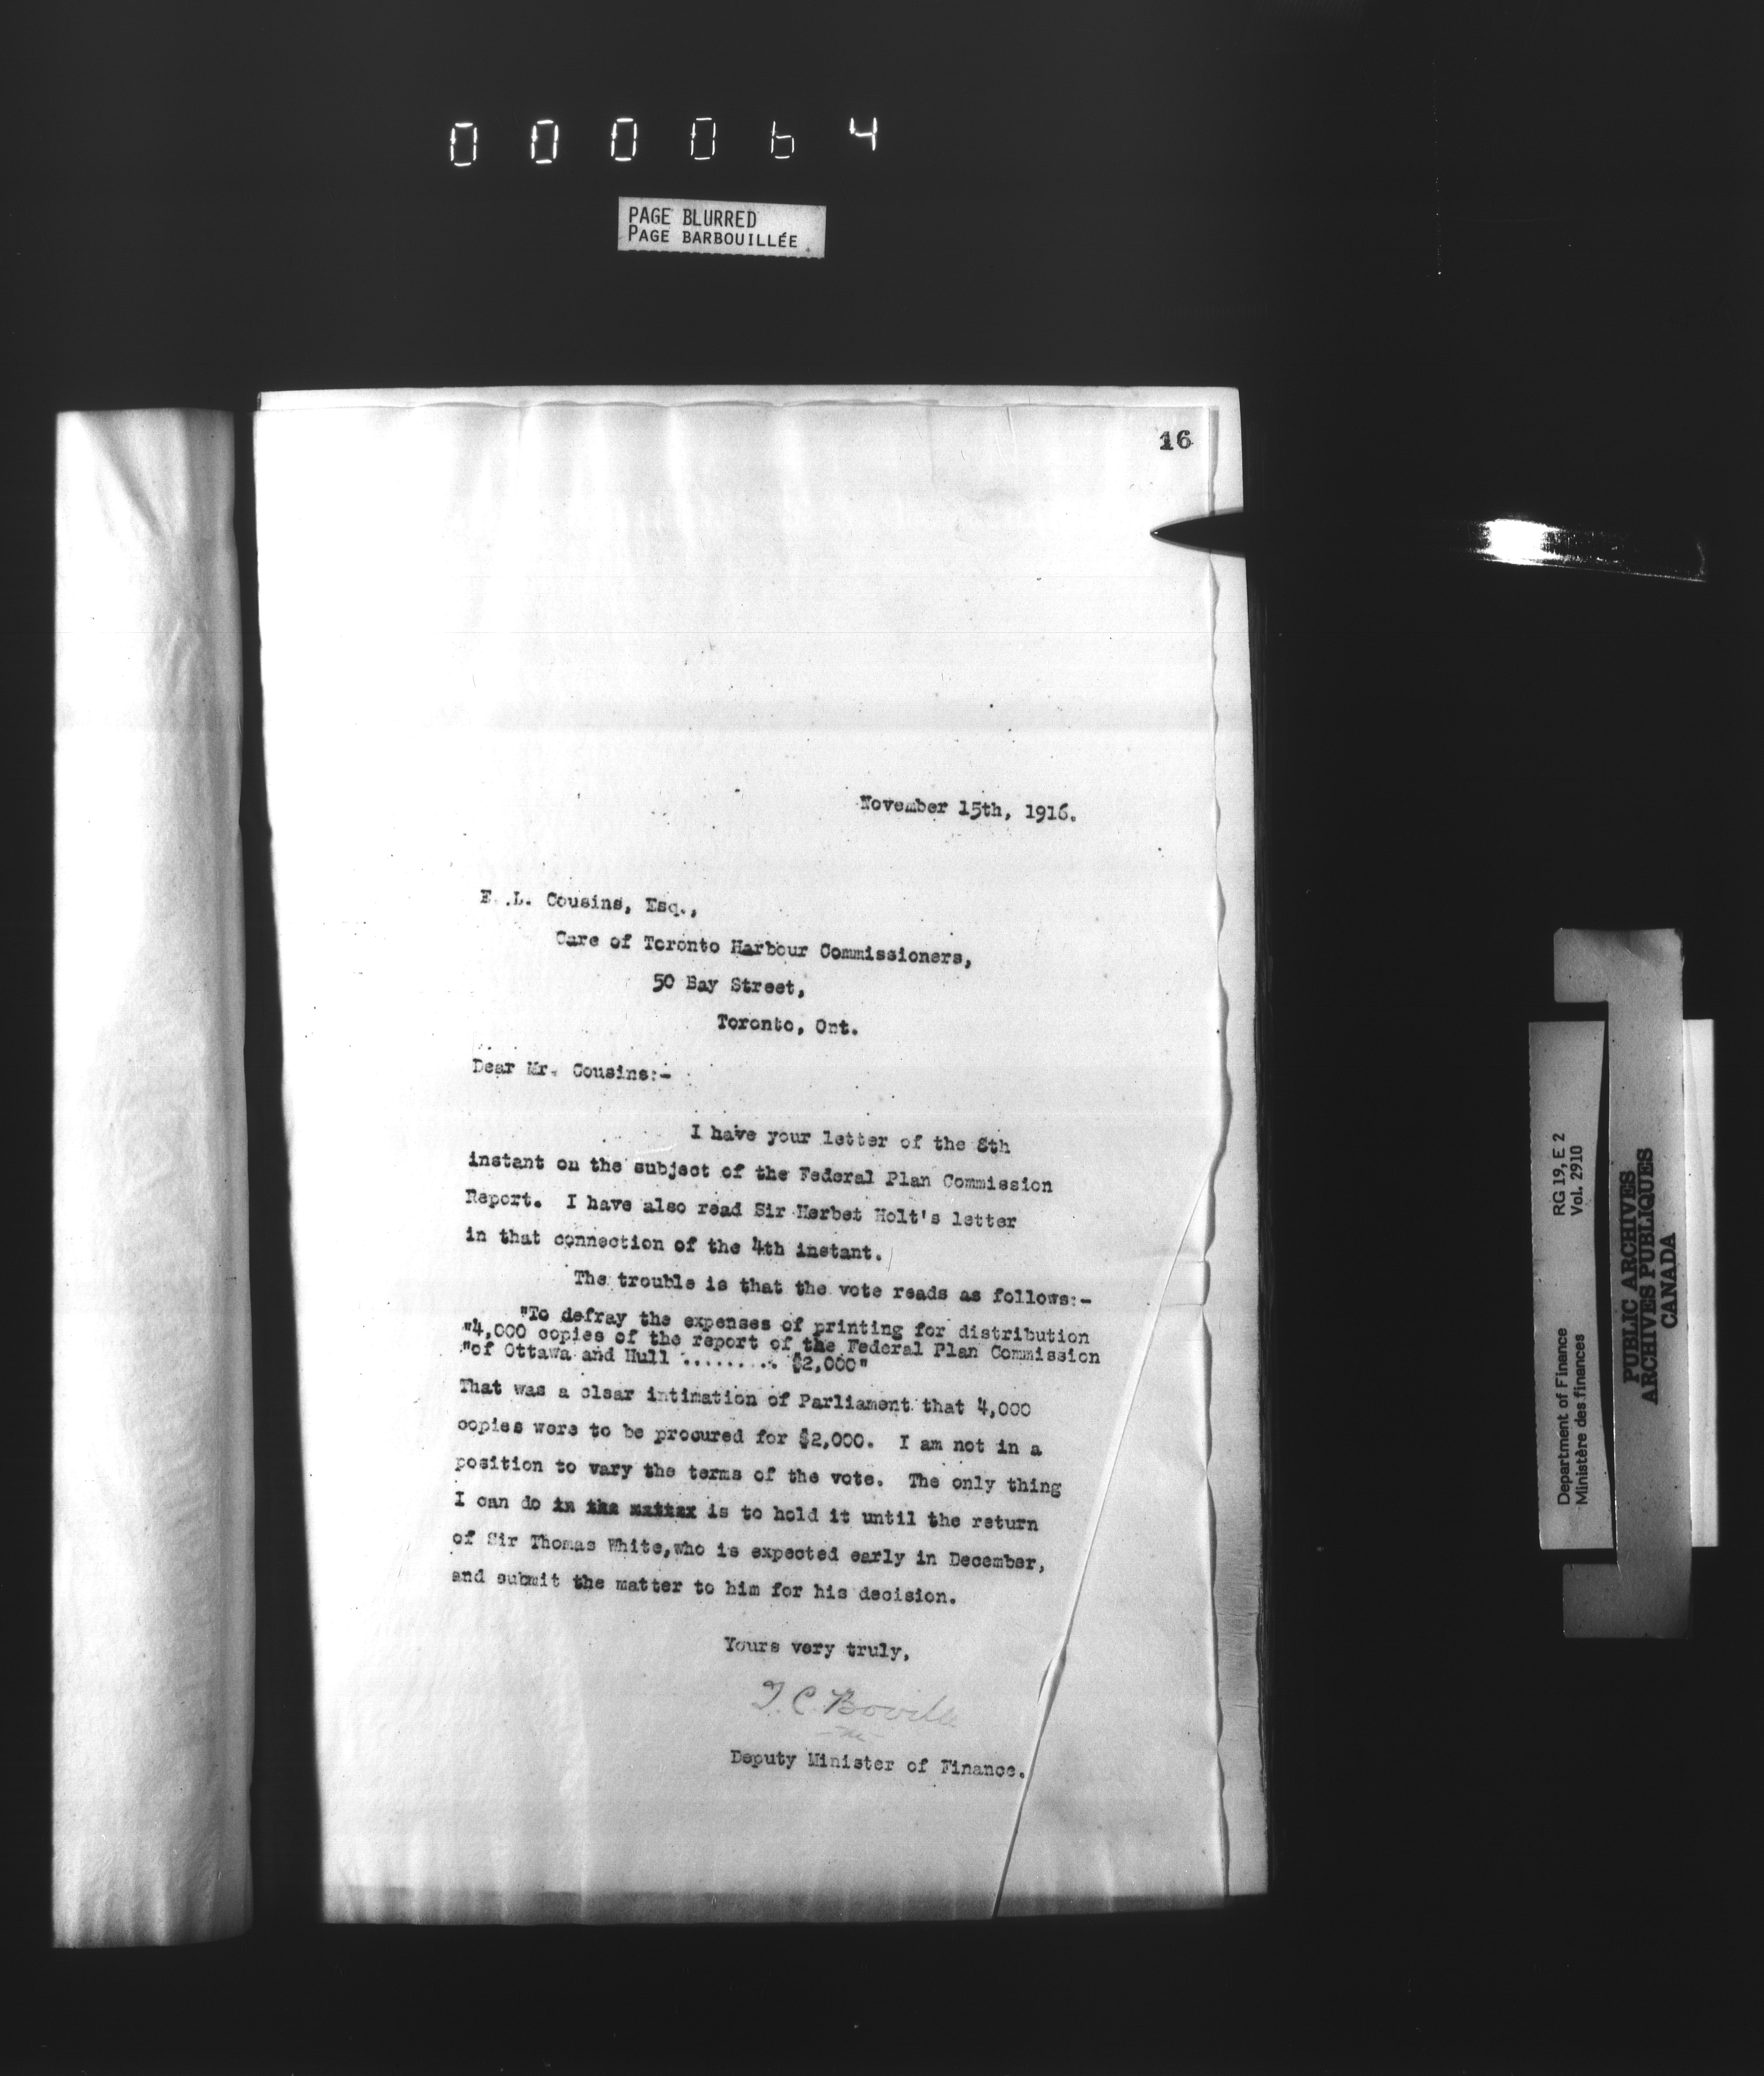 000064
PAGE BLURRED
PAGE BARBOUILLÉE
16
November 15th, 1916.
E. L. Cousins, Esq.,
Care of Toronto Harbour Commissioners,
50 Bay Street,
Toronto, Ont.
Dear Mr. Cousins:-
I have your letter of the 8th
instant on the subject of the Federal Plan Commission
Report. I have also read Sir Herbet Holt's letter
in that connection of the 4th instant.
The trouble is that the vote reads as follows:-
"To defray the expenses of printing for distribution
"4,000 copies of the report of the Federal Plan Commission
"of Ottawa and Hull ......... $2,000"
That was a clear intimation of Parliament that 4,000
copies were to be procured for $2,000. I am not in a
position to vary the terms of the vote. The only thing
I can do in the matter is to hold it until the return
of Sir Thomas White,who is expected early in December,
and submit the matter to him for his decision.
Yours very truly,
T. C. Boville
Deputy Minister of Finance.
Department of Finance RG 19, E 2
Ministère des finances Vol. 2910
PUBLIC ARCHIVES
ARCHIVES PUBLIQUES
CANADA